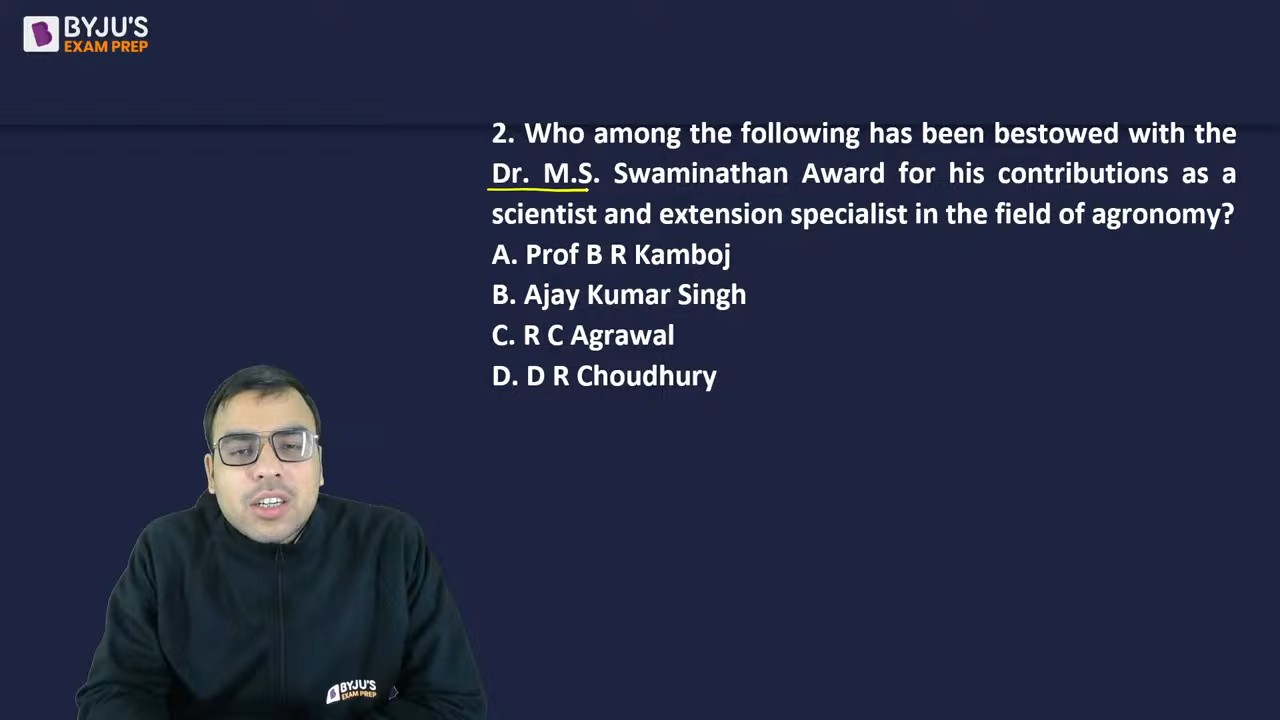 BYJU'S
EXAM PREP
2. Who among the following has been bestowed with the
Dr. M.S. Swaminathan Award for his contributions as a
scientist and extension specialist in the field of agronomy?
A. Prof B R Kamboj
B. Ajay Kumar Singh
C. R C Agrawal
D. D R Choudhury
BYJU'S
EXAM PREP